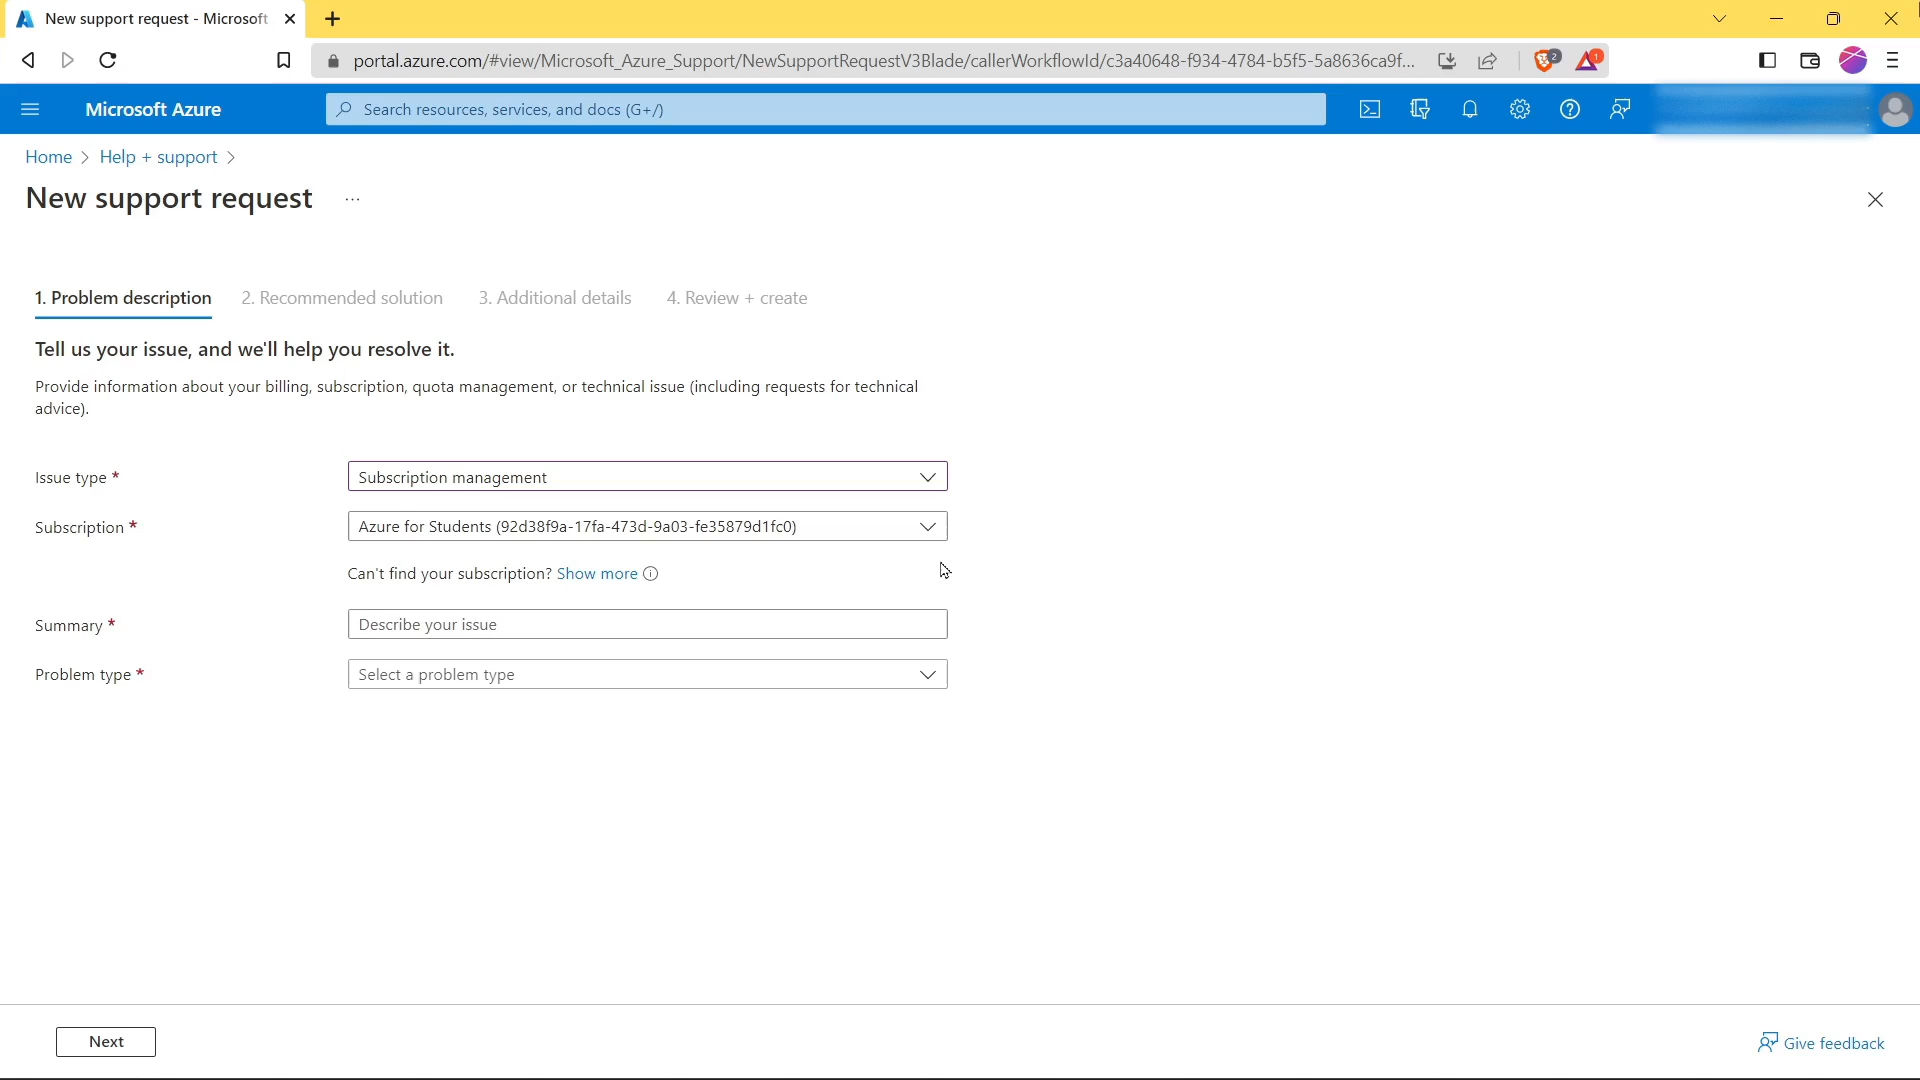 New support request - Microsoft
portal.azure.com/#view/Microsoft_Azure_Support/NewSupportRequestV3Blade/callerWorkflowId/c3a40648-f934-4784-b5f5-5a8636ca9f...
2
1
Microsoft Azure
Search resources, services, and docs (G+/)
Home > Help + support >
New support request ...
1. Problem description
2. Recommended solution
3. Additional details
4. Review + create
Tell us your issue, and we'll help you resolve it.
Provide information about your billing, subscription, quota management, or technical issue (including requests for technical
advice).
Issue type * Subscription management
Subscription * Azure for Students (92d38f9a-17fa-473d-9a03-fe35879d1fc0)
Can't find your subscription? Show more
Summary * Describe your issue
Problem type * Select a problem type
Next
Give feedback